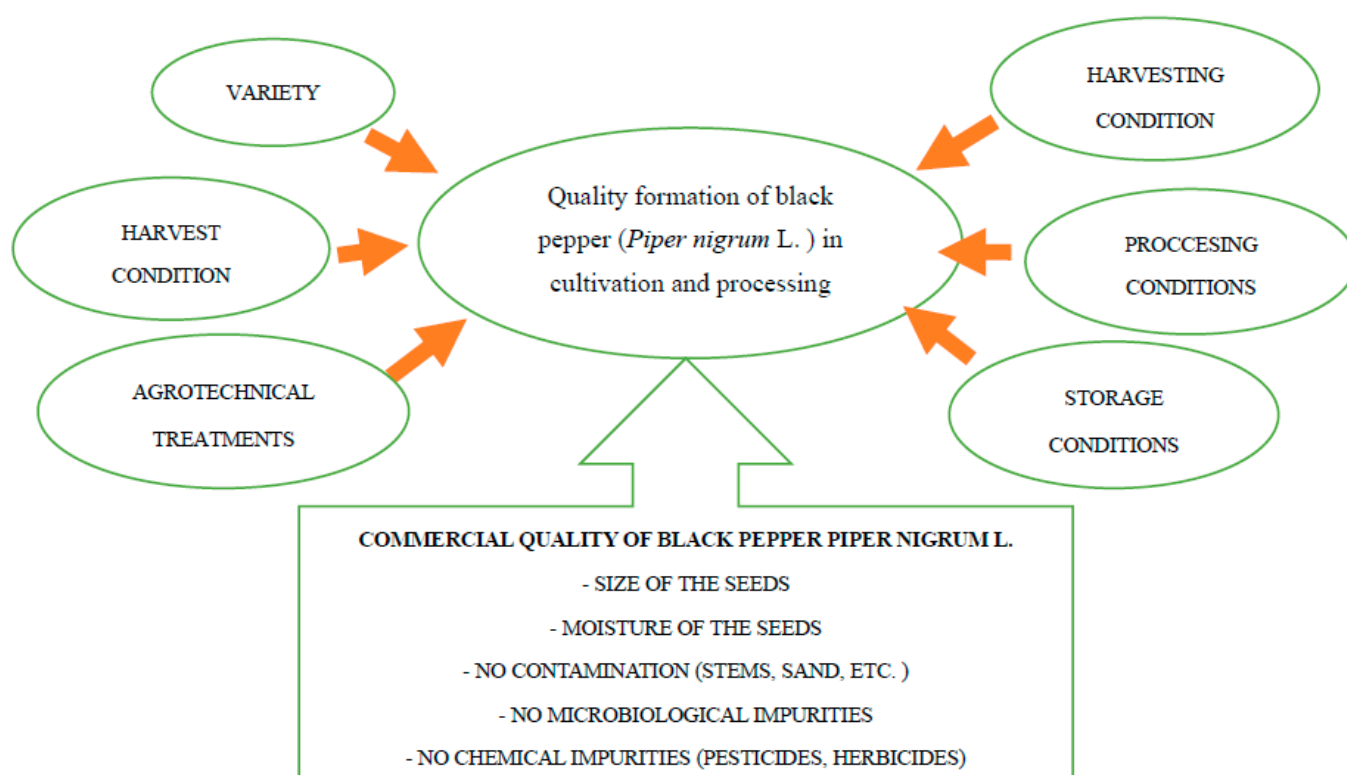 VARIETY
HARVEST
CONDITION
AGROTECHNICAL
TREATMENTS
Quality formation of black
pepper (Piper nigrum L. ) in
cultivation and processing
HARVESTING
CONDITION
PROCCESING
CONDITIONS
STORAGE
CONDITIONS
COMMERCIAL QUALITY OF BLACK PEPPER PIPER NIGRUM L.
- SIZE OF THE SEEDS
- MOISTURE OF THE SEEDS
- NO CONTAMINATION (STEMS, SAND, ETC. )
- NO MICROBIOLOGICAL IMPURITIES
- NO CHEMICAL IMPURITIES (PESTICIDES, HERBICIDES)